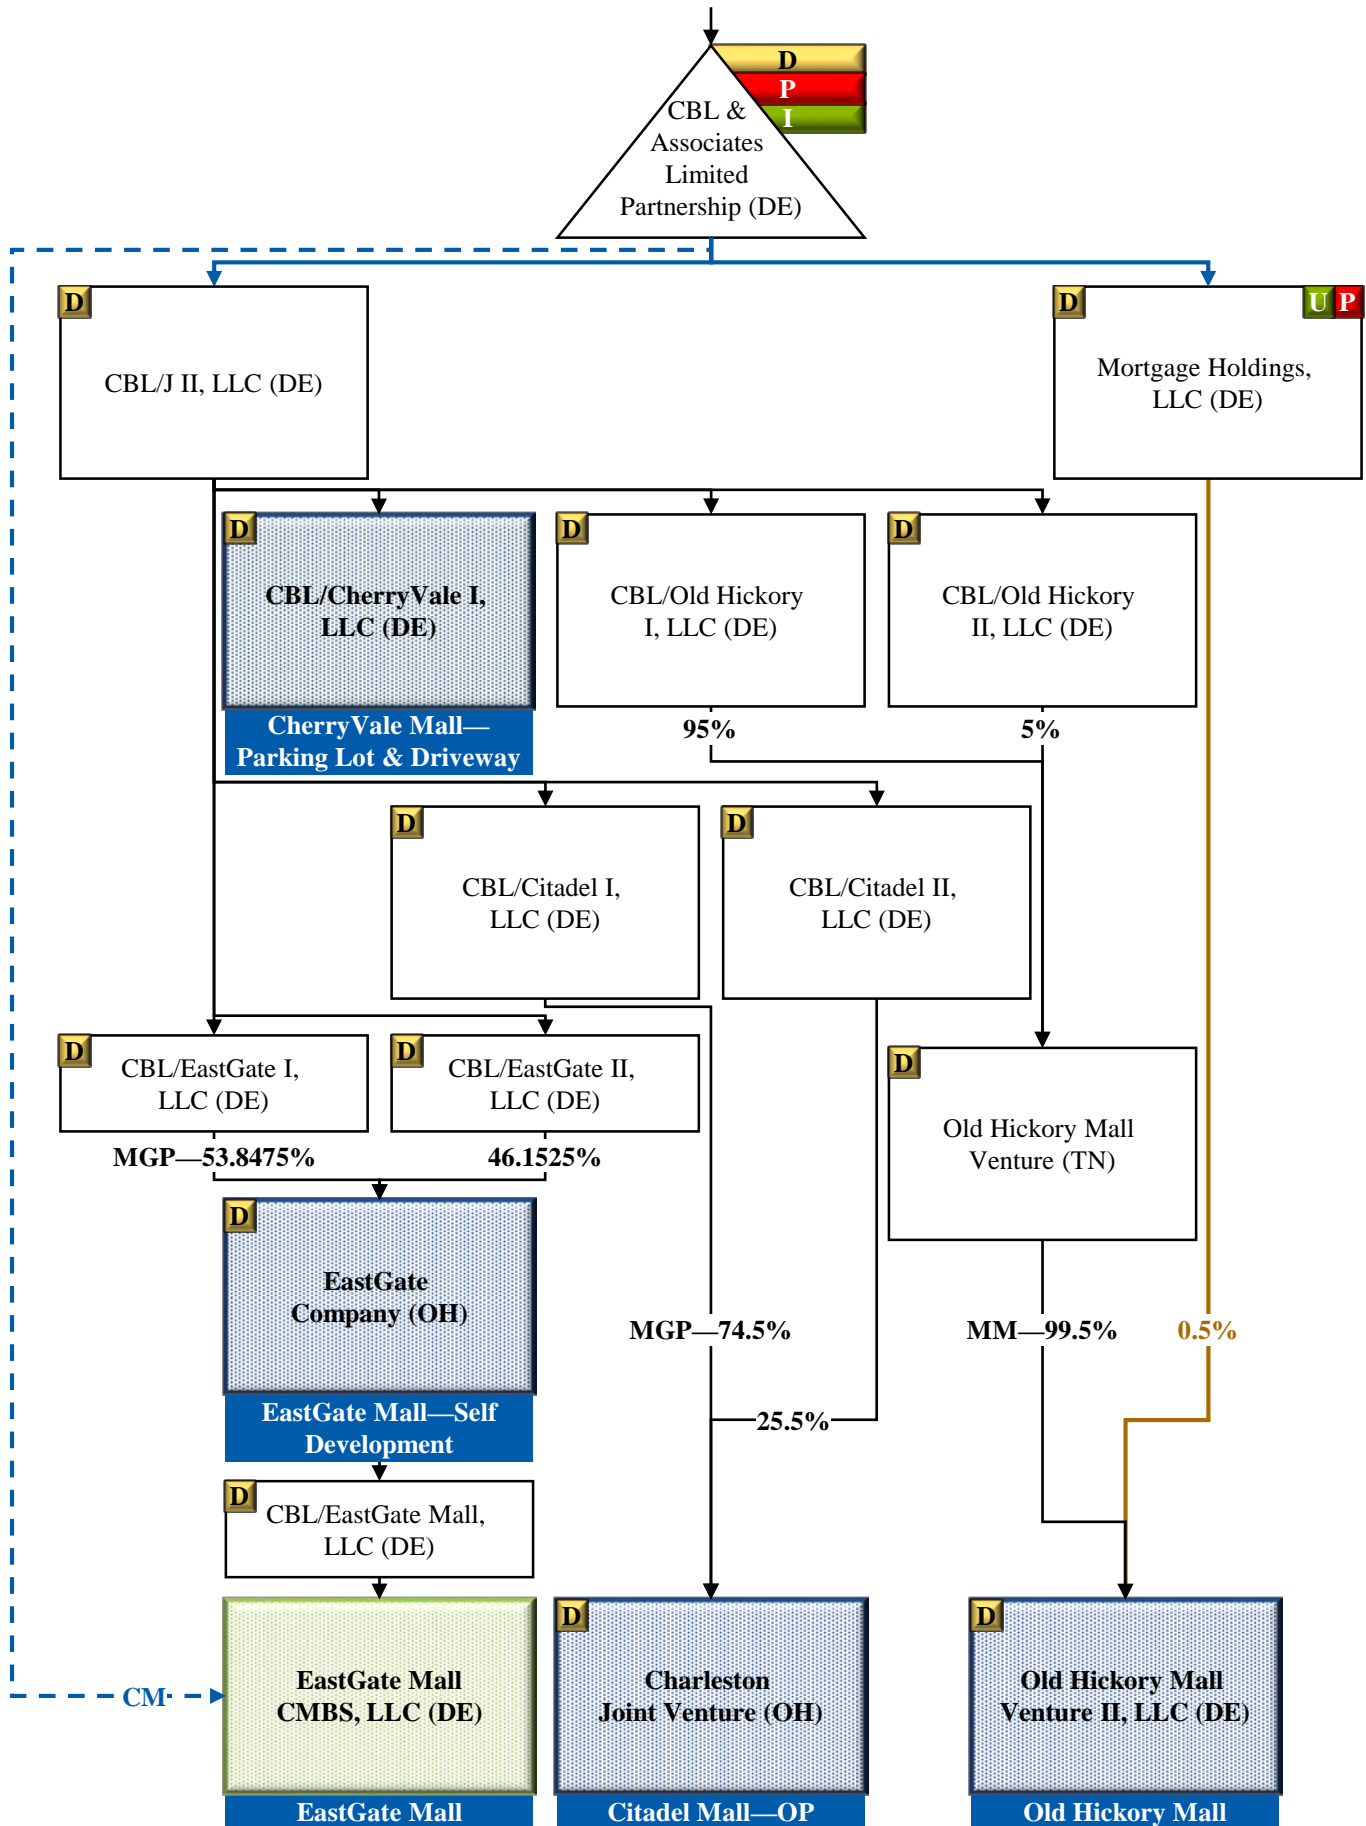 D
P
I
CBL &
Associates
Limited
Partnership (DE)
D
CBL/J II, LLC (DE)
D
U
P
Mortgage Holdings,
LLC (DE)
D
CBL/CherryVale I,
LLC (DE)
CherryVale Mall—
Parking Lot & Driveway
D
CBL/Old Hickory
I, LLC (DE)
95%
D
CBL/Old Hickory
II, LLC (DE)
5%
D
CBL/Citadel I,
LLC (DE)
D
CBL/Citadel II,
LLC (DE)
D
CBL/EastGate I,
LLC (DE)
MGP—53.8475%
D
CBL/EastGate II,
LLC (DE)
46.1525%
D
Old Hickory Mall
Venture (TN)
D
EastGate
Company (OH)
EastGate Mall—Self
Development
MGP—74.5%
MM—99.5%
0.5%
25.5%
D
CBL/EastGate Mall,
LLC (DE)
CM
EastGate Mall
CMBS, LLC (DE)
EastGate Mall
D
Charleston
Joint Venture (OH)
Citadel Mall—OP
D
Old Hickory Mall
Venture II, LLC (DE)
Old Hickory Mall